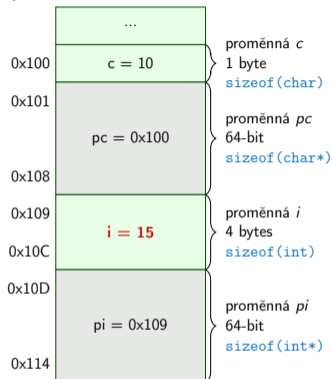 ...
proměnná c
0x100
c = 10
1 byte
sizeof(char)
0x101
proměnná pc
pc = 0x100
64-bit
sizeof(char*)
0x108
0x109
proměnná i
i = 15
4 bytes
0x10C
sizeof(int)
0x10D
proměnná pi
pi = 0x109
64-bit
sizeof(int*)
0x114